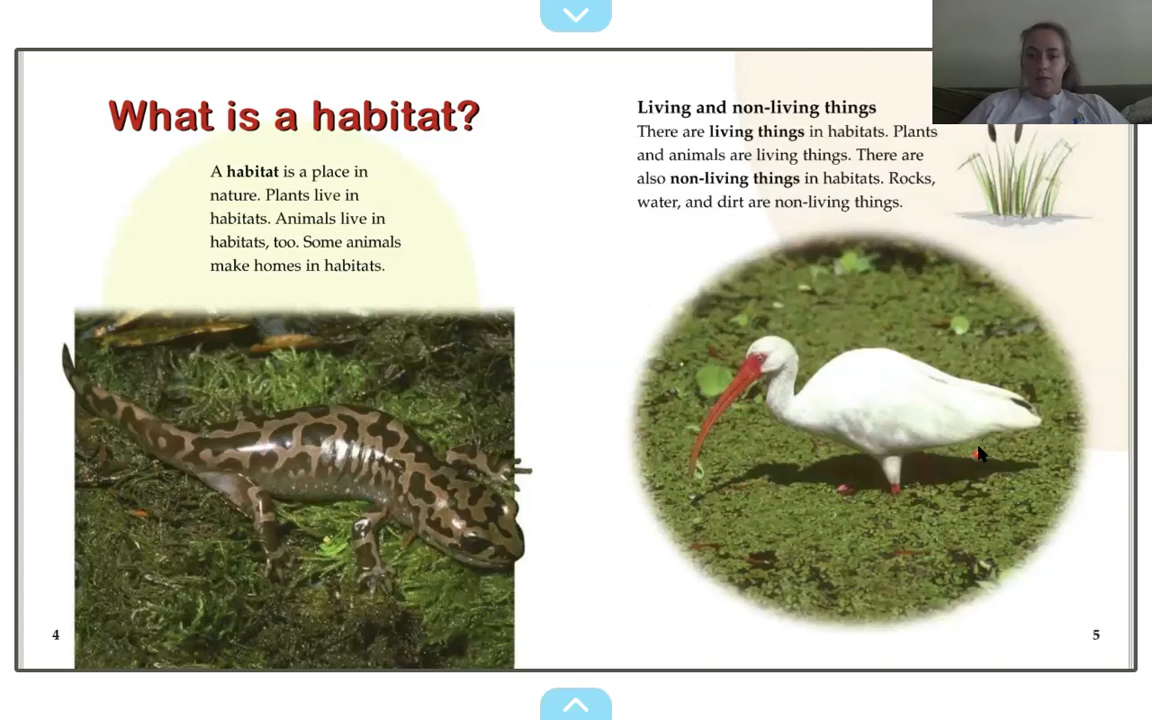 What is a habitat?
A habitat is a place in
nature. Plants live in
habitats. Animals live in
habitats, too. Some animals
make homes in habitats.
4
Living and non-living things
There are living things in habitats. Plants
and animals are living things. There are
also non-living things in habitats. Rocks,
water, and dirt are non-living things.
5